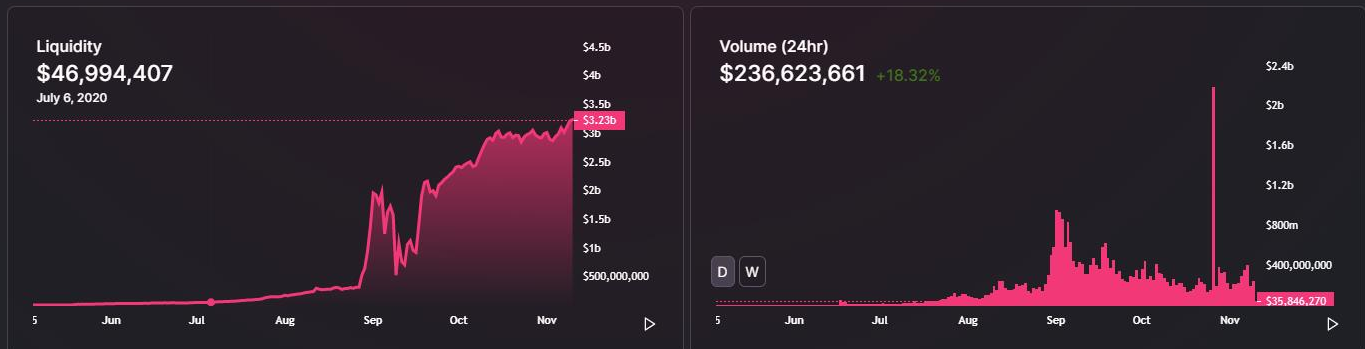 Liquidity
$46,994,407
July 6, 2020
$4.5b
$4b
$3.5b
$3.23b
$3b
$2.5b
$2b
$1.5b
$1b
$500,000,000
5 Jun Jul Aug Sep Oct Nov
Volume (24hr)
$236,623,661 +18.32%
$2.4b
$2b
$1.6b
$1.2b
$800m
$400,000,000
$35,846,270
D W
5 Jun Jul Aug Sep Oct Nov